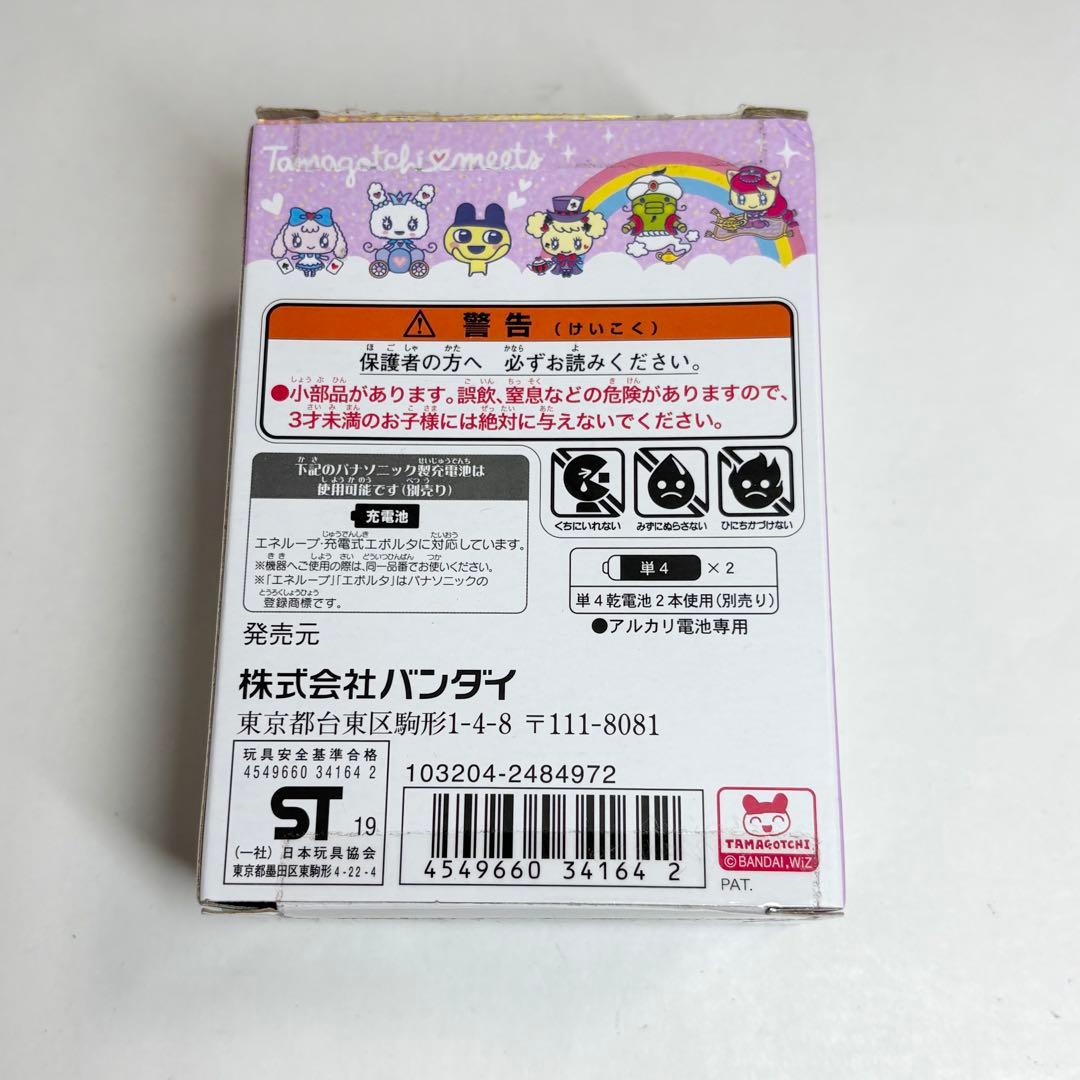 Tamagotchi♡meets
⚠ 警告 (けいこく)
保護者の方へ 必ずお読みください。
●小部品があります。誤飲、窒息などの危険がありますので、
3才未満のお子様には絶対に与えないでください。
下記のパナソニック製充電池は
使用可能です(別売り)
充電池
エネループ・充電式エボルタに対応しています。
※機器へご使用の際は、同一品番でお使いください。
※「エネループ」「エボルタ」はパナソニックの
登録商標です。
くちにいれない みずにぬらさない ひにちかづけない
単4 ×2
単4乾電池2本使用(別売り)
●アルカリ電池専用
発売元
株式会社バンダイ
東京都台東区駒形1-4-8 〒111-8081
玩具安全基準合格
4549660 34164 2
ST 19
(一社) 日本玩具協会
東京都墨田区東駒形4-22-4
103204-2484972
4549660 34164 2
TAMAGOTCHI
©BANDAI,WiZ
PAT.